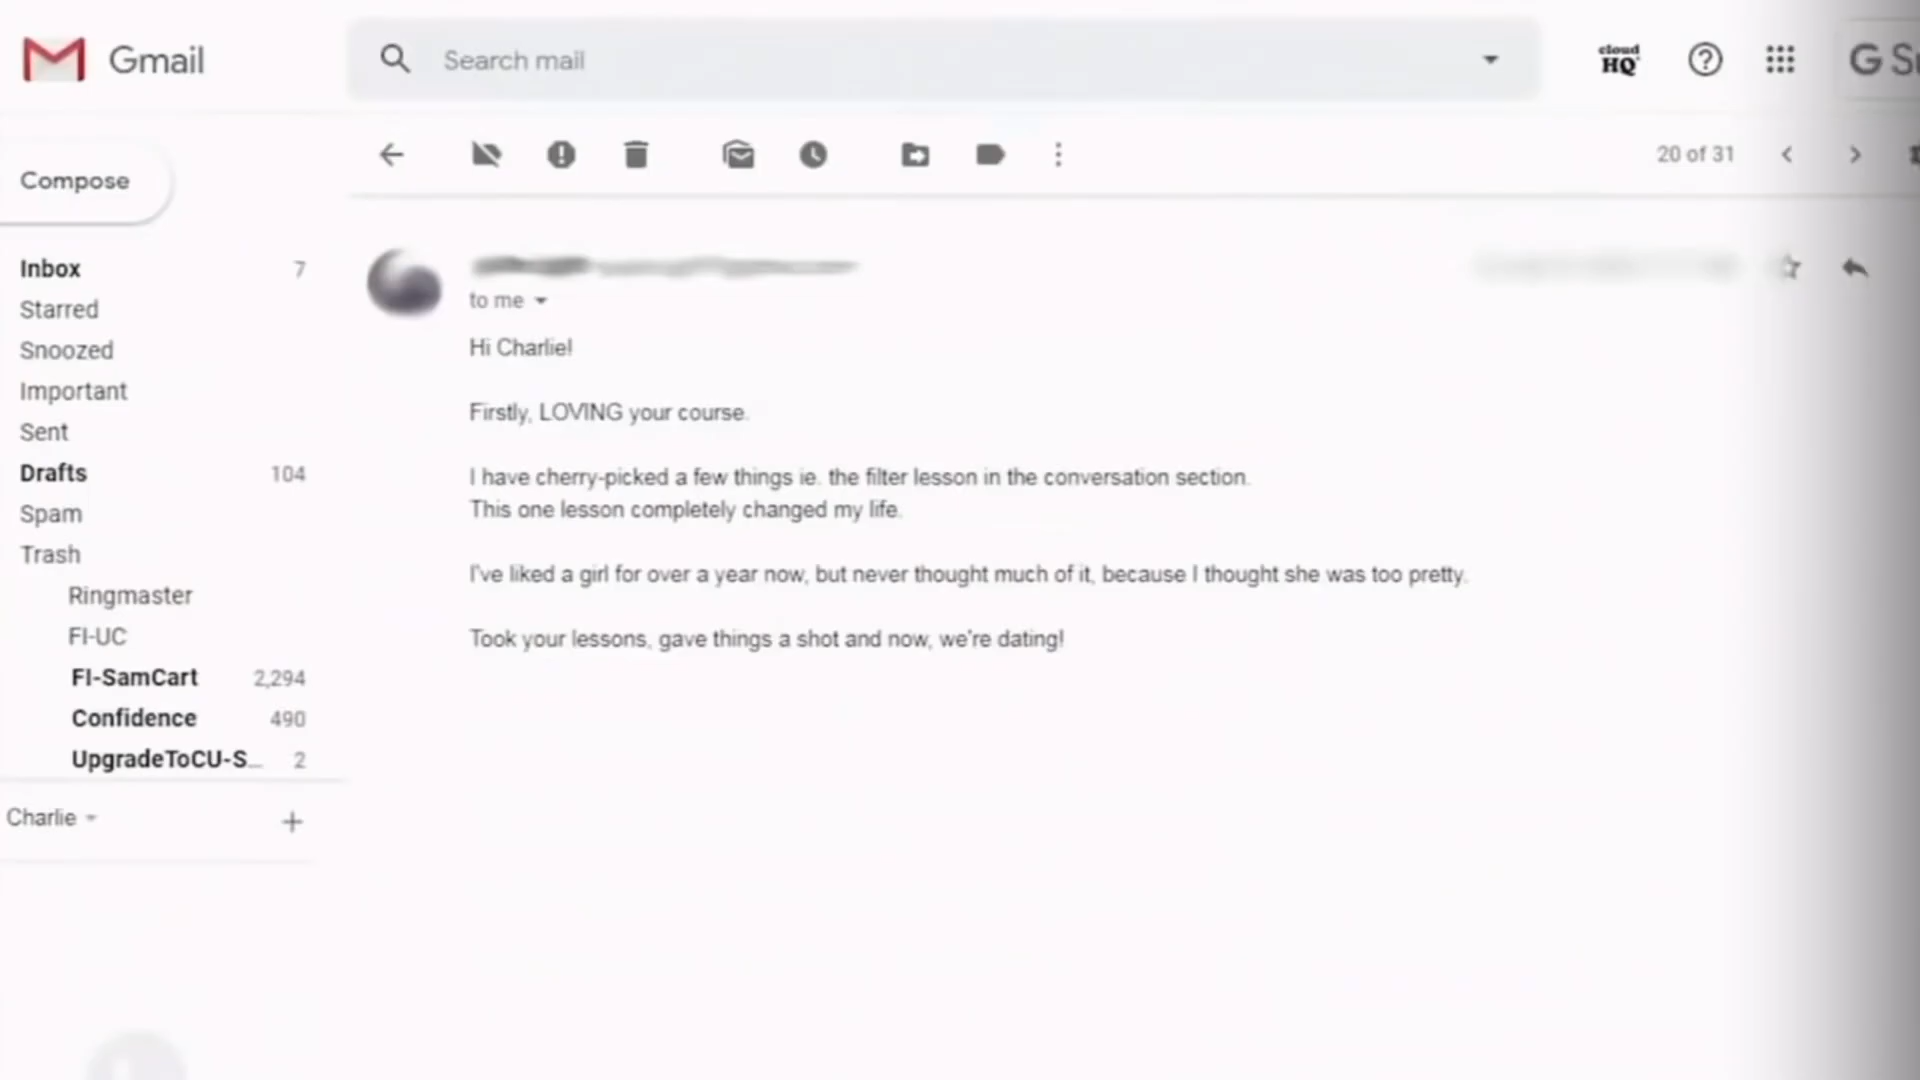 Gmail
Search mail
cloud
HQ
G
Compose
20 of 31
Inbox 7
Starred
Snoozed
Important
Sent
Drafts 104
Spam
Trash
Ringmaster
FI-UC
FI-SamCart 2,294
Confidence 490
UpgradeToCU-S... 2
Charlie
to me
Hi Charlie!
Firstly, LOVING your course.
I have cherry-picked a few things ie. the filter lesson in the conversation section.
This one lesson completely changed my life.
I've liked a girl for over a year now, but never thought much of it, because I thought she was too pretty.
Took your lessons, gave things a shot and now, we're dating!